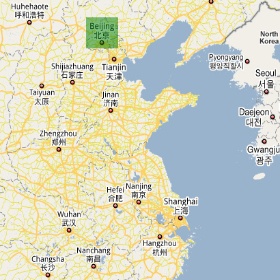 Huhehaote
呼和浩特
Beijing
北京
Tianjin
天津
Shijiazhuang
石家庄
Taiyuan
太原
Jinan
济南
Pyongyang
평양직할시
North
Korea
Seoul
서울
Daejeon
대전
Gwangju
광주
Zhengzhou
郑州
Hefei
合肥
Nanjing
南京
Shanghai
上海
Wuhan
武汉
Hangzhou
杭州
Changsha
长沙
Nanchang
南昌